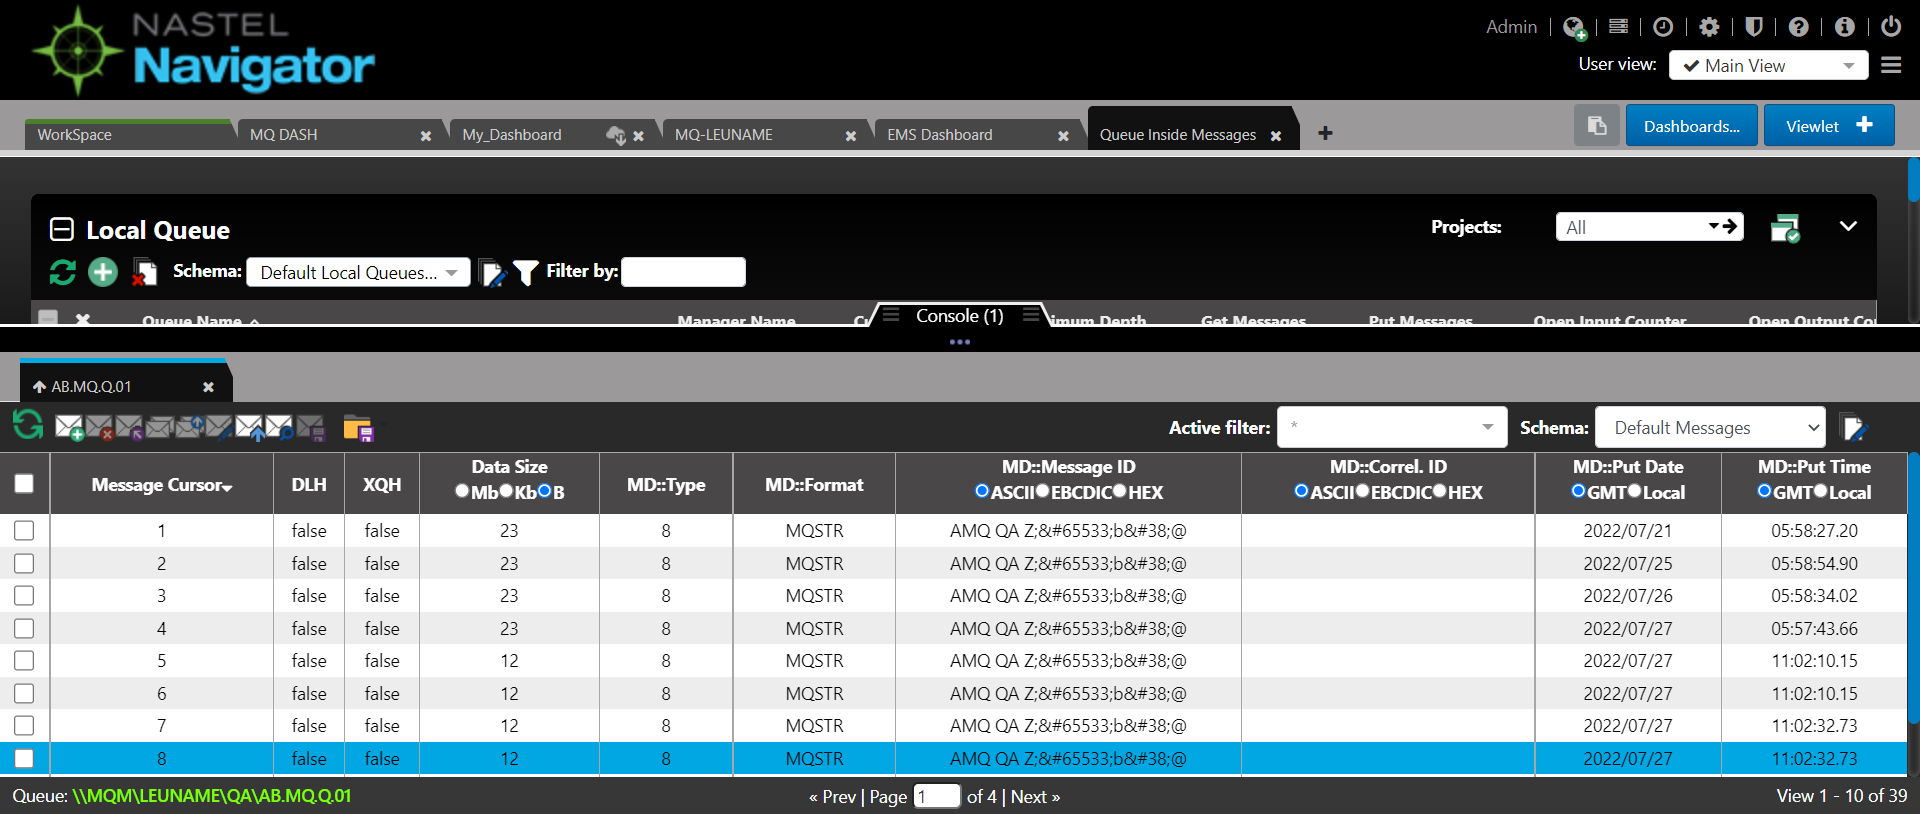 NASTEL
Navigator
Admin
User view: Main View
WorkSpace MQ DASH My_Dashboard MQ-LEUNAME EMS Dashboard Queue Inside Messages Dashboards... Viewlet
Local Queue Projects: All
Schema: Default Local Queues... Filter by:
Queue Name Manager Name Console (1) Depth Get Messages Put Messages Open Input Counter Open Output
AB.MQ.Q.01
Active filter: * Schema: Default Messages
Message Cursor DLH XQH Data Size Mb Kb B MD::Type MD::Format MD::Message ID ASCII EBCDIC HEX MD::Correl. ID ASCII EBCDIC HEX MD::Put Date GMT Local MD::Put Time GMT Local
1 false false 23 8 MQSTR AMQ QA Z;&#65533;b&#38;@ 2022/07/21 05:58:27.20
2 false false 23 8 MQSTR AMQ QA Z;&#65533;b&#38;@ 2022/07/25 05:58:54.90
3 false false 23 8 MQSTR AMQ QA Z;&#65533;b&#38;@ 2022/07/26 05:58:34.02
4 false false 23 8 MQSTR AMQ QA Z;&#65533;b&#38;@ 2022/07/27 05:57:43.66
5 false false 12 8 MQSTR AMQ QA Z;&#65533;b&#38;@ 2022/07/27 11:02:10.15
6 false false 12 8 MQSTR AMQ QA Z;&#65533;b&#38;@ 2022/07/27 11:02:10.15
7 false false 12 8 MQSTR AMQ QA Z;&#65533;b&#38;@ 2022/07/27 11:02:32.73
8 false false 12 8 MQSTR AMQ QA Z;&#65533;b&#38;@ 2022/07/27 11:02:32.73
Queue: \\MQM\LEUNAME\QA\AB.MQ.Q.01 « Prev | Page 1 of 4 | Next » View 1 - 10 of 39